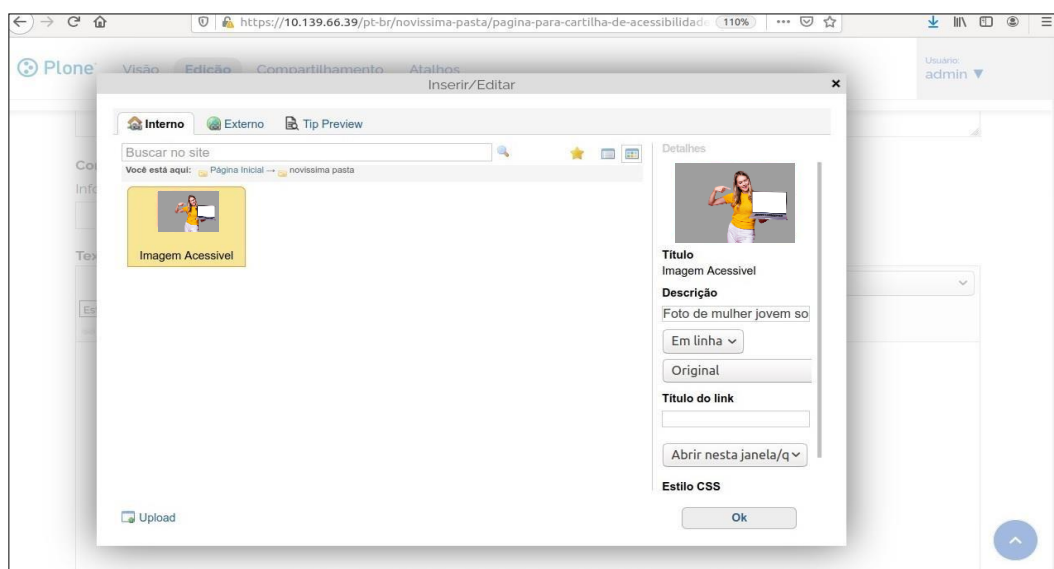 https://10.139.66.39/pt-br/novissima-pasta/pagina-para-cartilha-de-acessibilidade 110%
Plone Visão Edição Compartilhamento Atalhos
Usuário:
admin ▼
Inserir/Editar ×
Interno Externo Tip Preview
Buscar no site
Você está aqui: Página Inicial → novissima pasta
Imagem Acessivel
Detalhes
Título
Imagem Acessivel
Descrição
Foto de mulher jovem so
Em linha
Original
Título do link
Abrir nesta janela/q
Estilo CSS
Upload
Ok